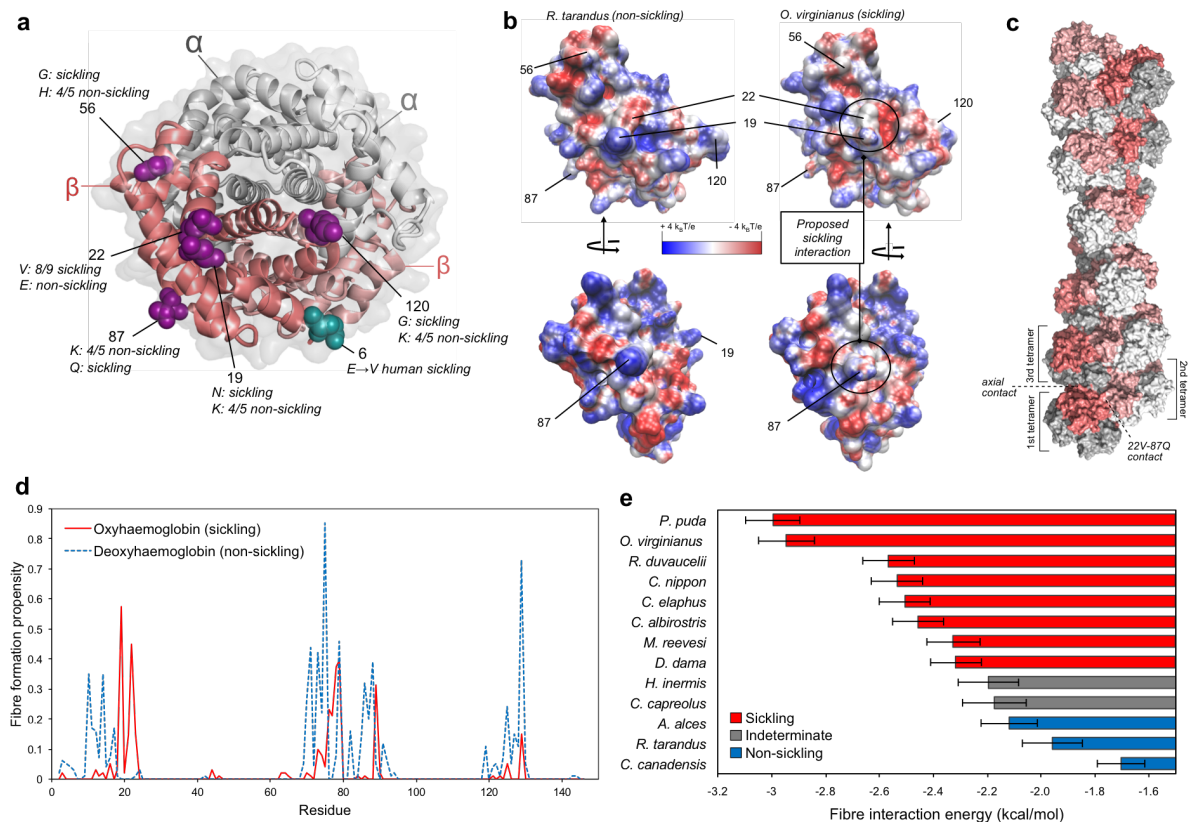 a
α
α
G: sickling
H: 4/5 non-sickling
56
β
β
22
V: 8/9 sickling
E: non-sickling
87
K: 4/5 non-sickling
Q: sickling
19
N: sickling
K: 4/5 non-sickling
120
G: sickling
K: 4/5 non-sickling
6
E→V human sickling
b
R. tarandus (non-sickling)
O. virginianus (sickling)
56
56
22
19
120
120
87
87
+ 4 kBT/e
- 4 kBT/e
Proposed
sickling
interaction
19
87
87
c
3rd tetramer
2nd tetramer
axial
contact
1st tetramer
22V-87Q
contact
d
Oxyhaemoglobin (sickling)
Deoxyhaemoglobin (non-sickling)
Fibre formation propensity
0.9
0.8
0.7
0.6
0.5
0.4
0.3
0.2
0.1
0
0
20
40
60
80
100
120
140
Residue
e
P. puda
O. virginianus
R. duvaucelii
C. nippon
C. elaphus
C. albirostris
M. reevesi
D. dama
H. inermis
C. capreolus
A. alces
R. tarandus
C. canadensis
Sickling
Indeterminate
Non-sickling
-3.2
-3
-2.8
-2.6
-2.4
-2.2
-2.0
-1.8
-1.6
Fibre interaction energy (kcal/mol)